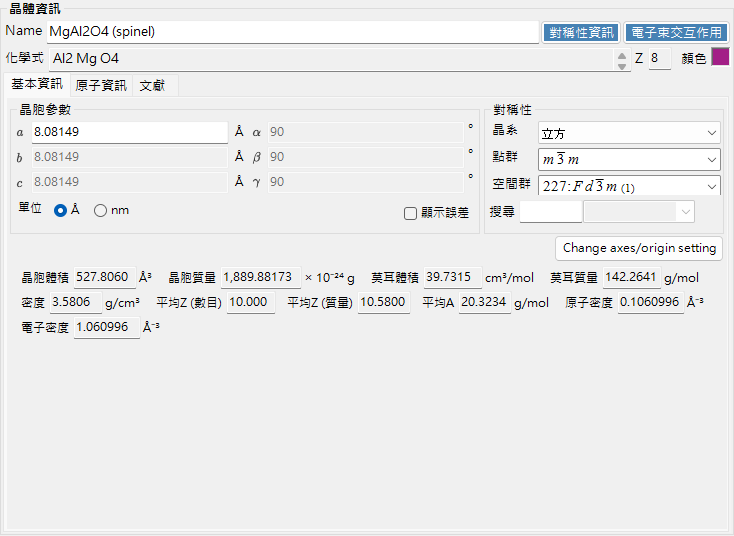 晶體資訊
Name MgAl2O4 (spinel) 對稱性資訊 電子束交互作用
化學式 Al2 Mg O4 Z 8 顏色
基本資訊 原子資訊 文獻
晶胞參數 對稱性
a 8.08149 Å α 90 ° 晶系 立方
b 8.08149 Å β 90 ° 點群 m 3̅ m
c 8.08149 Å γ 90 ° 空間群 227: F d 3̅ m (1)
單位 Å nm 顯示誤差 搜尋
Change axes/origin setting
晶胞體積 527.8060 Å³ 晶胞質量 1,889.88173 × 10⁻²⁴ g 莫耳體積 39.7315 cm³/mol 莫耳質量 142.2641 g/mol
密度 3.5806 g/cm³ 平均Z (數目) 10.000 平均Z (質量) 10.5800 平均A 20.3234 g/mol 原子密度 0.1060996 Å⁻³
電子密度 1.060996 Å⁻³